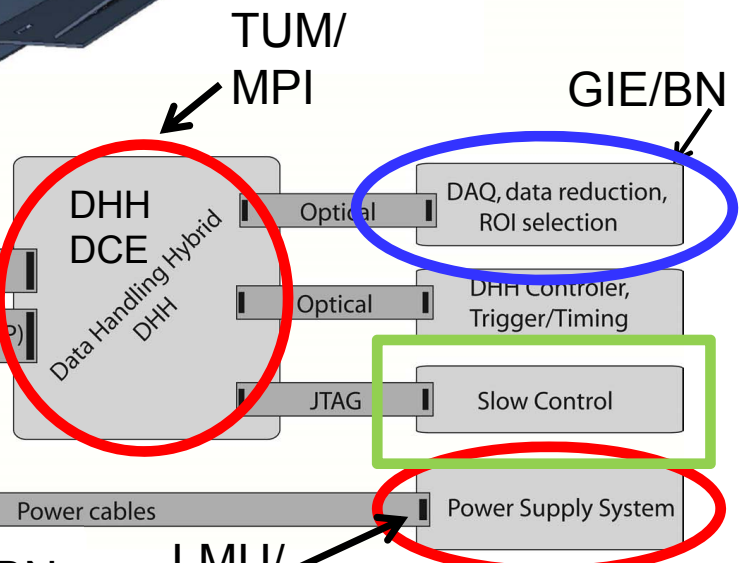 TUM/
MPI
GIE/BN
DHH
DCE
Data Handling Hybrid
DHH
P)
Optical
DAQ, data reduction,
ROI selection
Optical
DHH Controler,
Trigger/Timing
JTAG
Slow Control
Power cables
Power Supply System
LMU/